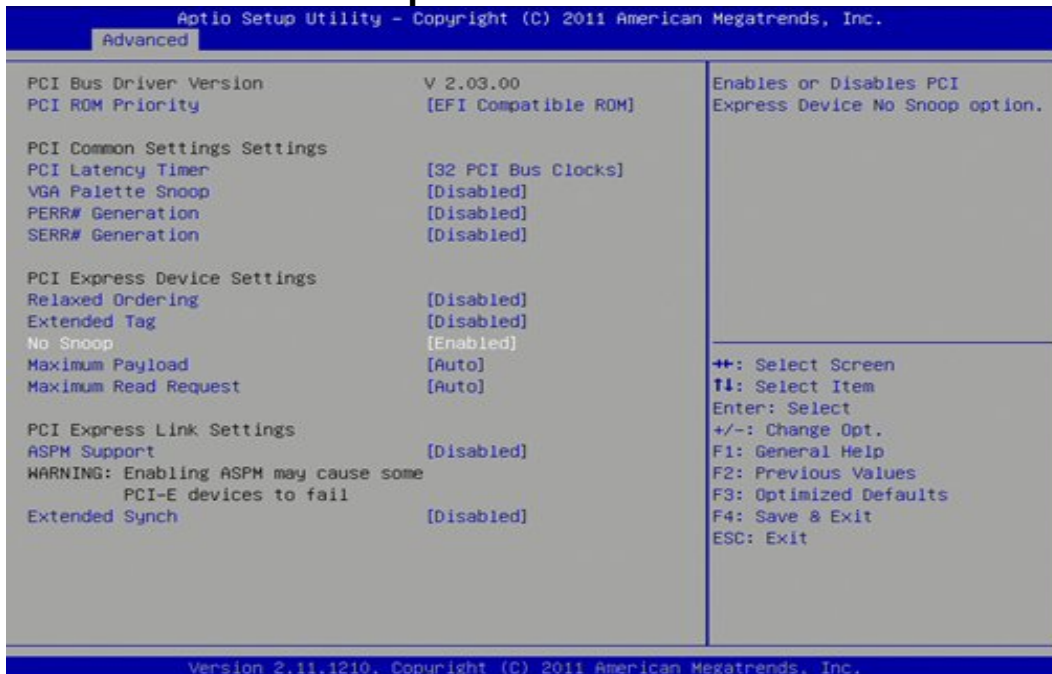 Aptio Setup Utility - Copyright (C) 2011 American Megatrends, Inc.
Advanced
PCI Bus Driver Version V 2.03.00
PCI ROM Priority [EFI Compatible ROM]
PCI Common Settings Settings
PCI Latency Timer [32 PCI Bus Clocks]
VGA Palette Snoop [Disabled]
PERR# Generation [Disabled]
SERR# Generation [Disabled]
PCI Express Device Settings
Relaxed Ordering [Disabled]
Extended Tag [Disabled]
No Snoop [Enabled]
Maximum Payload [Auto]
Maximum Read Request [Auto]
PCI Express Link Settings
ASPM Support [Disabled]
WARNING: Enabling ASPM may cause some
PCI-E devices to fail
Extended Synch [Disabled]
Enables or Disables PCI
Express Device No Snoop option.
→←: Select Screen
↑↓: Select Item
Enter: Select
+/-: Change Opt.
F1: General Help
F2: Previous Values
F3: Optimized Defaults
F4: Save & Exit
ESC: Exit
Version 2.11.1210. Copyright (C) 2011 American Megatrends, Inc.